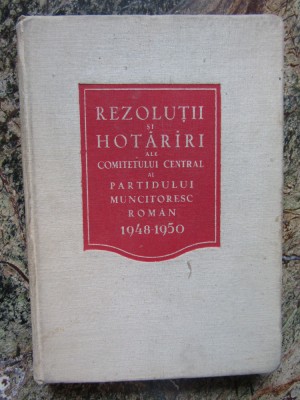 REZOLUȚII
ȘI
HOTĂRÎRI
ALE
COMITETULUI CENTRAL
AL
PARTIDULUI
MUNCITORESC
ROMÂN
1948-1950